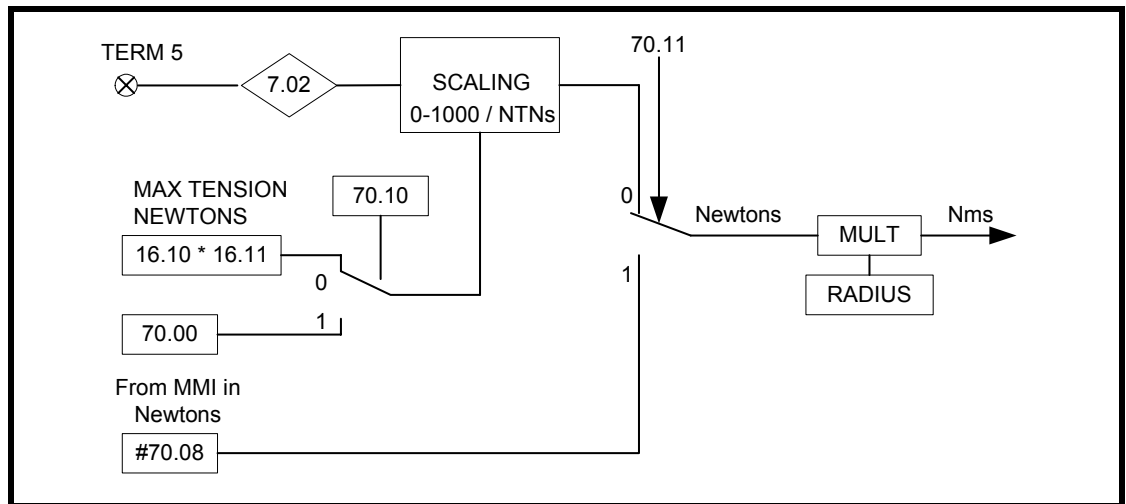 TERM 5
7.02
SCALING
0-1000 / NTNs
70.11
MAX TENSION
NEWTONS
16.10 * 16.11
70.10
0
1
70.00
0
1
Newtons
MULT
Nms
RADIUS
From MMI in
Newtons
#70.08